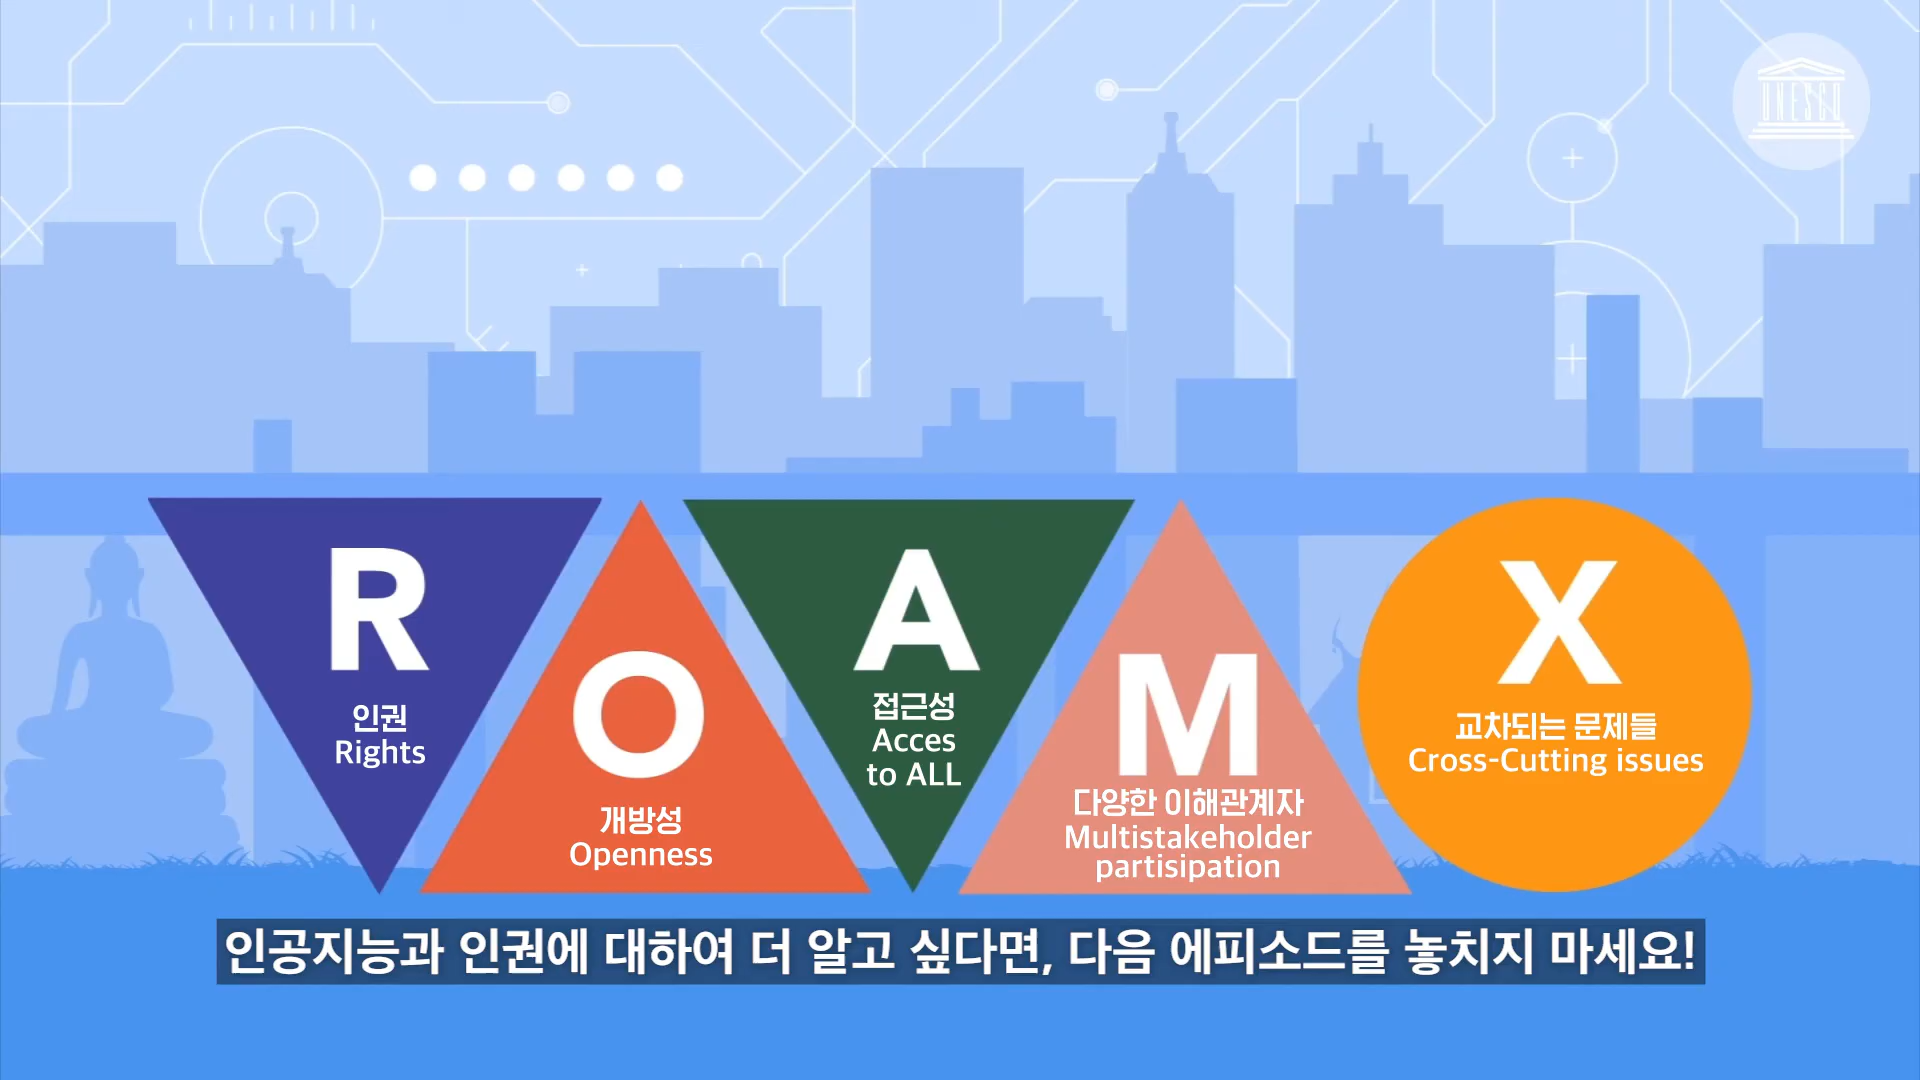 UNESCO
R
인권
Rights
O
개방성
Openness
A
접근성
Acces
to ALL
M
다양한 이해관계자
Multistakeholder
partisipation
X
교차되는 문제들
Cross-Cutting issues
인공지능과 인권에 대하여 더 알고 싶다면, 다음 에피소드를 놓치지 마세요!